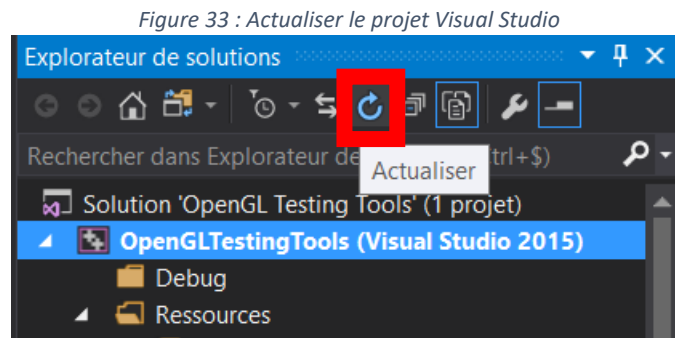 Figure 33 : Actualiser le projet Visual Studio
Explorateur de solutions
Rechercher dans Explorateur de trl+$)
Actualiser
Solution 'OpenGL Testing Tools' (1 projet)
OpenGLTestingTools (Visual Studio 2015)
Debug
Ressources